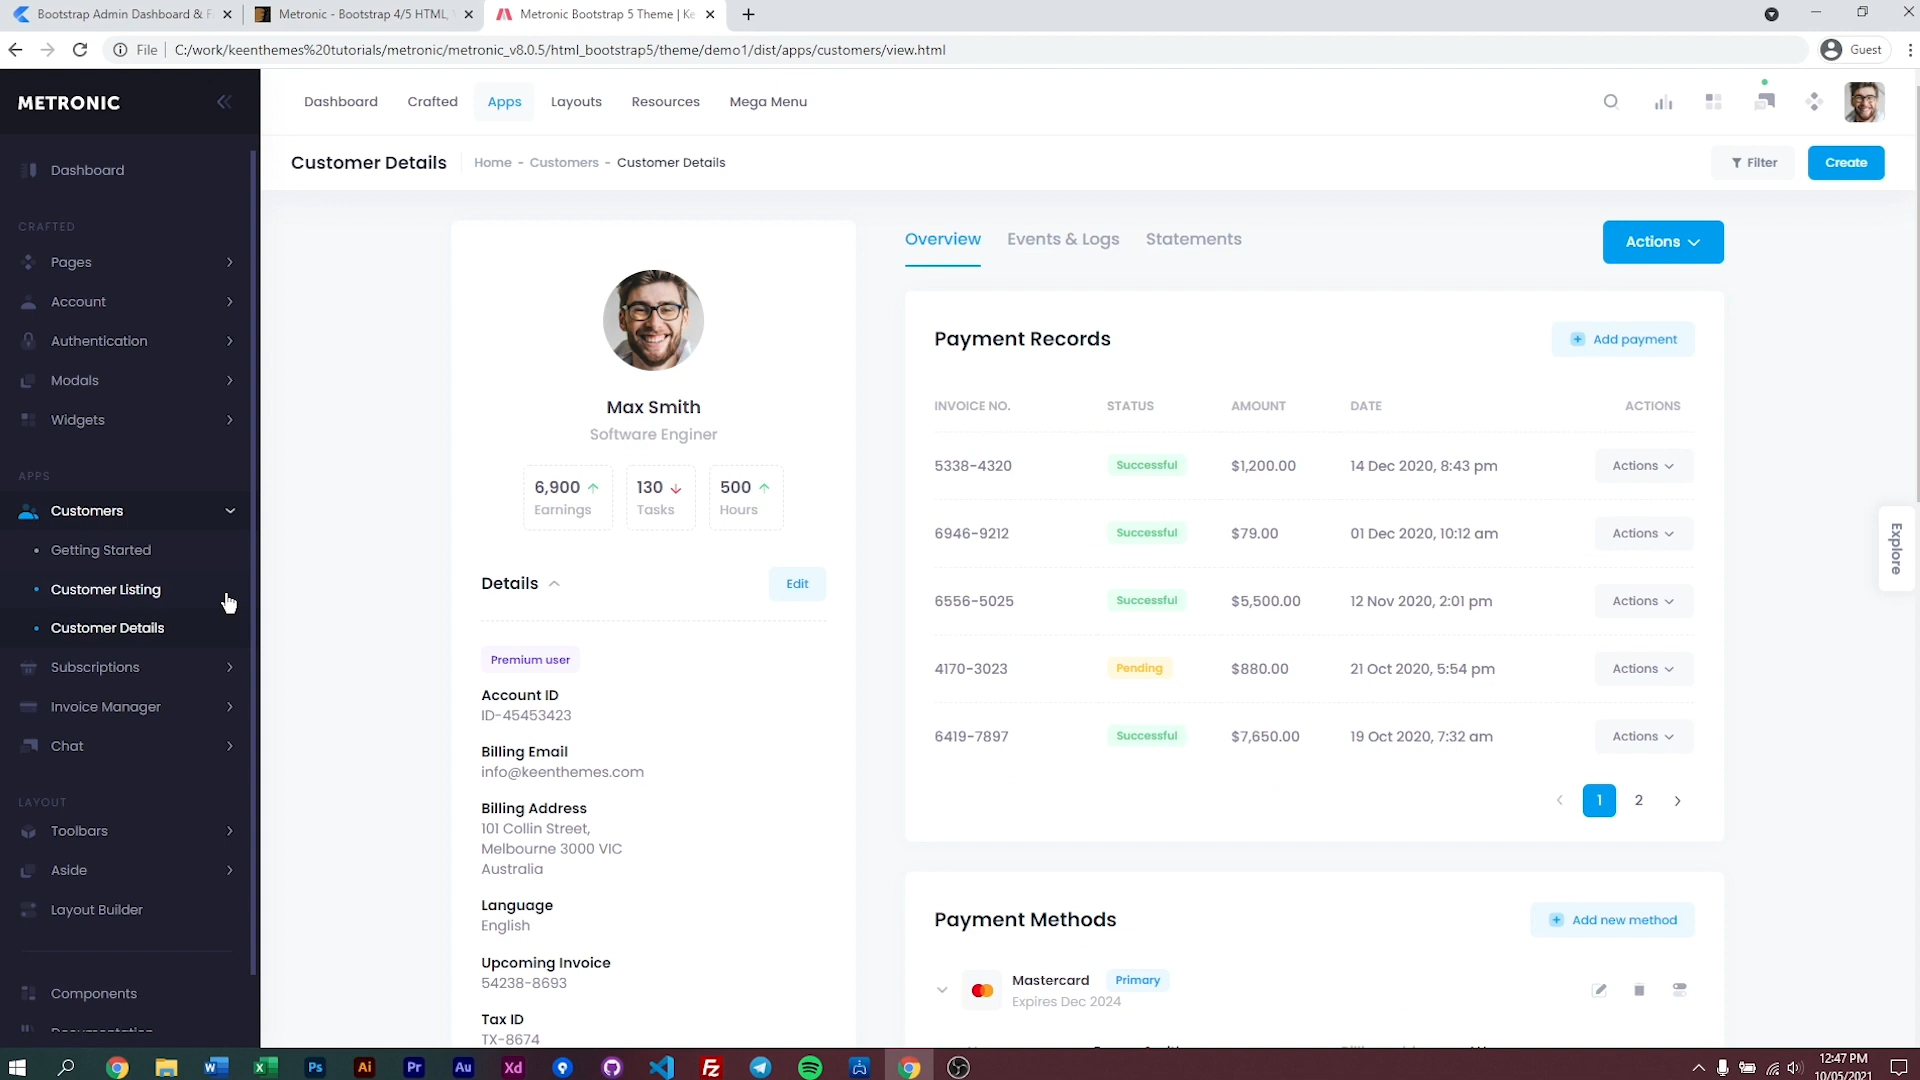 Bootstrap Admin Dashboard & F
Metronic - Bootstrap 4/5 HTML,
Metronic Bootstrap 5 Theme | Ke
File
C:/work/keenthemes%20tutorials/metronic/metronic_v8.0.5/html_bootstrap5/theme/demo1/dist/apps/customers/view.html
Guest
METRONIC
Dashboard Crafted Apps Layouts Resources Mega Menu
Customer Details
Home - Customers - Customer Details
Filter
Create
Dashboard
CRAFTED
Pages
Account
Authentication
Modals
Widgets
APPS
Customers
Getting Started
Customer Listing
Customer Details
Subscriptions
Invoice Manager
Chat
LAYOUT
Toolbars
Aside
Layout Builder
Components
Documentation
Max Smith
Software Enginer
6,900
Earnings
130
Tasks
500
Hours
Details
Edit
Premium user
Account ID
ID-45453423
Billing Email
info@keenthemes.com
Billing Address
101 Collin Street,
Melbourne 3000 VIC
Australia
Language
English
Upcoming Invoice
54238-8693
Tax ID
TX-8674
Overview Events & Logs Statements
Actions
Payment Records
Add payment
INVOICE NO. STATUS AMOUNT DATE ACTIONS
5338-4320 Successful $1,200.00 14 Dec 2020, 8:43 pm Actions
6946-9212 Successful $79.00 01 Dec 2020, 10:12 am Actions
6556-5025 Successful $5,500.00 12 Nov 2020, 2:01 pm Actions
4170-3023 Pending $880.00 21 Oct 2020, 5:54 pm Actions
6419-7897 Successful $7,650.00 19 Oct 2020, 7:32 am Actions
1 2
Payment Methods
Add new method
Mastercard Primary
Expires Dec 2024
Explore
Ps Ai Pr Au Xd Fz
12:47 PM
10/05/2021